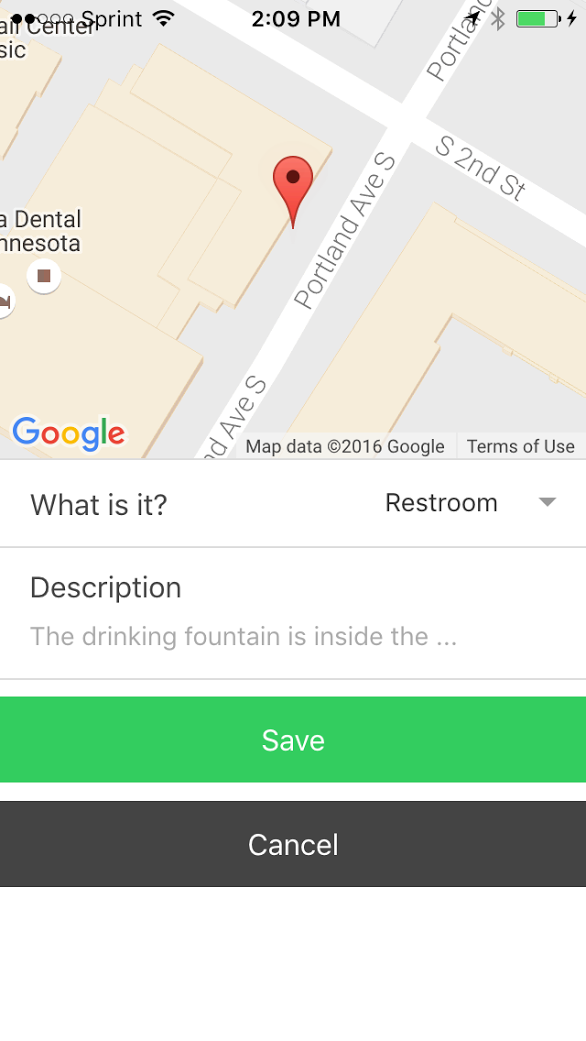 Sprint 2:09 PM
all Center
sic
Portland
S 2nd St
Portland Ave S
a Dental
nnesota
nd Ave S
Google
Map data ©2016 Google Terms of Use
What is it? Restroom
Description
The drinking fountain is inside the ...
Save
Cancel